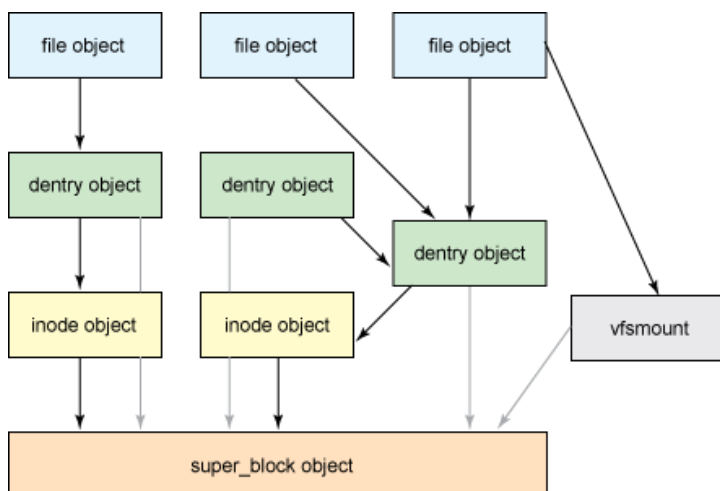 file object
file object
file object
dentry object
dentry object
dentry object
inode object
inode object
vfsmount
super_block object